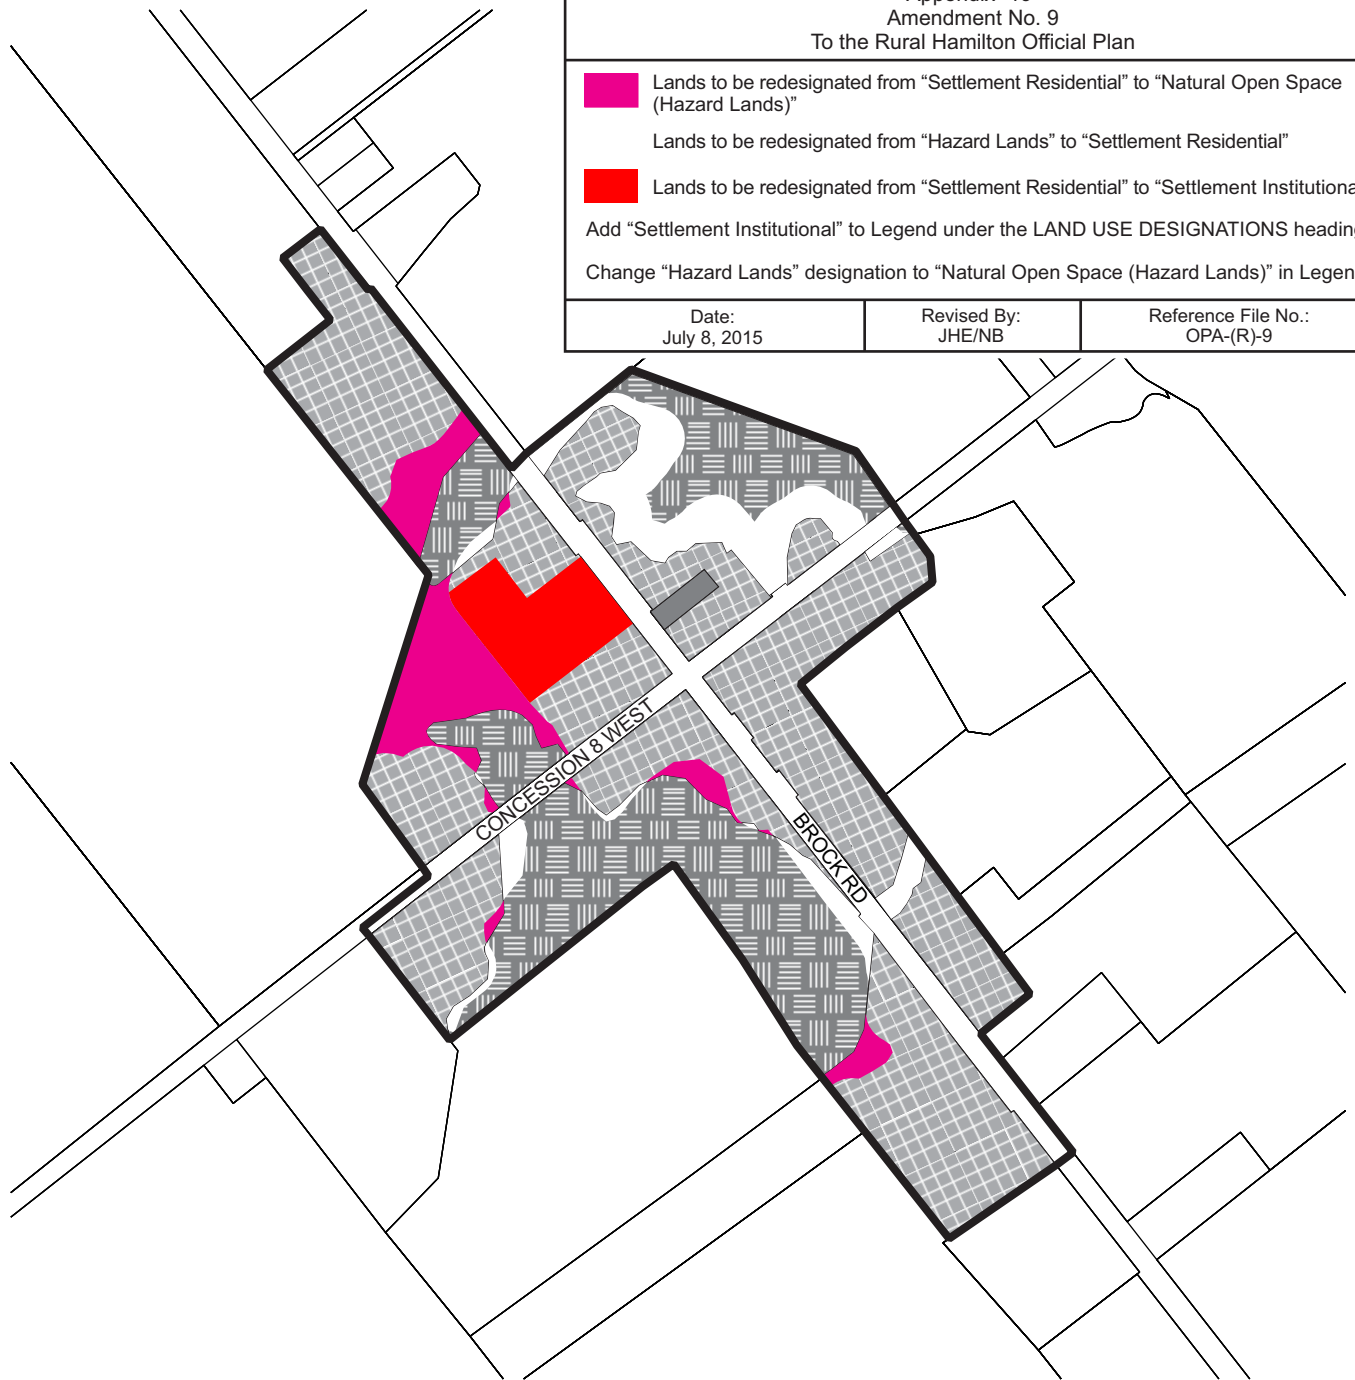 Amendment No. 9
To the Rural Hamilton Official Plan
Lands to be redesignated from “Settlement Residential” to “Natural Open Space
(Hazard Lands)”
Lands to be redesignated from “Hazard Lands” to “Settlement Residential”
Lands to be redesignated from “Settlement Residential” to “Settlement Institutiona
Add “Settlement Institutional” to Legend under the LAND USE DESIGNATIONS heading
Change “Hazard Lands” designation to “Natural Open Space (Hazard Lands)” in Legen
Date:
July 8, 2015
Revised By:
JHE/NB
Reference File No.:
OPA-(R)-9
CONCESSION 8 WEST
BROCK RD